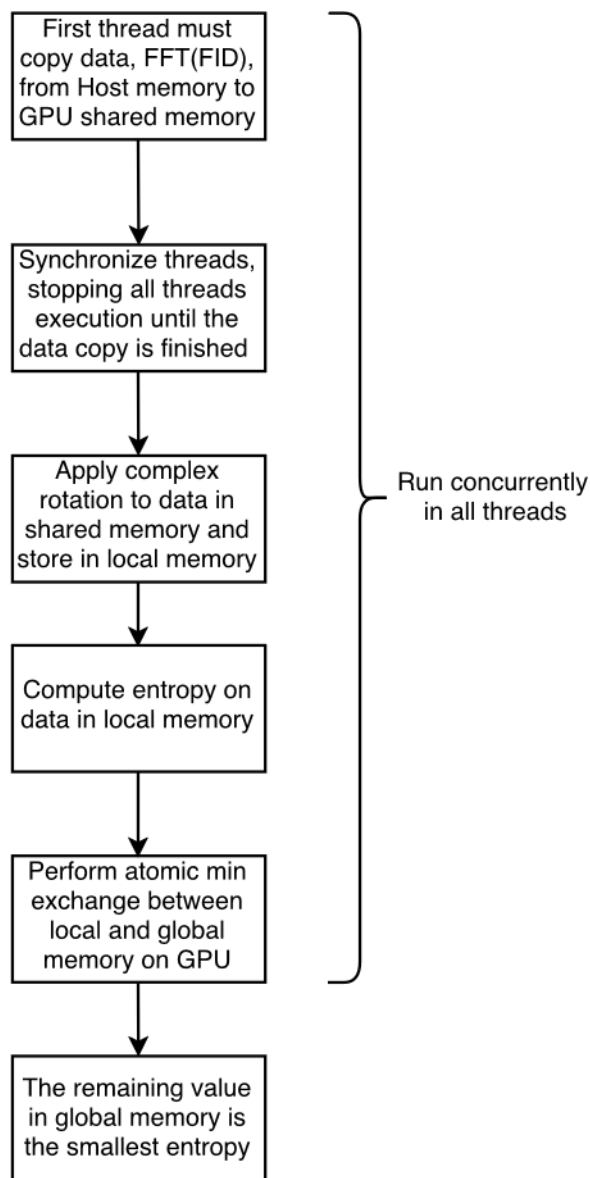 First thread must
copy data, FFT(FID),
from Host memory to
GPU shared memory
Synchronize threads,
stopping all threads
execution until the
data copy is finished
Apply complex
rotation to data in
shared memory and
store in local memory
Run concurrently
in all threads
Compute entropy on
data in local memory
Perform atomic min
exchange between
local and global
memory on GPU
The remaining value
in global memory is
the smallest entropy